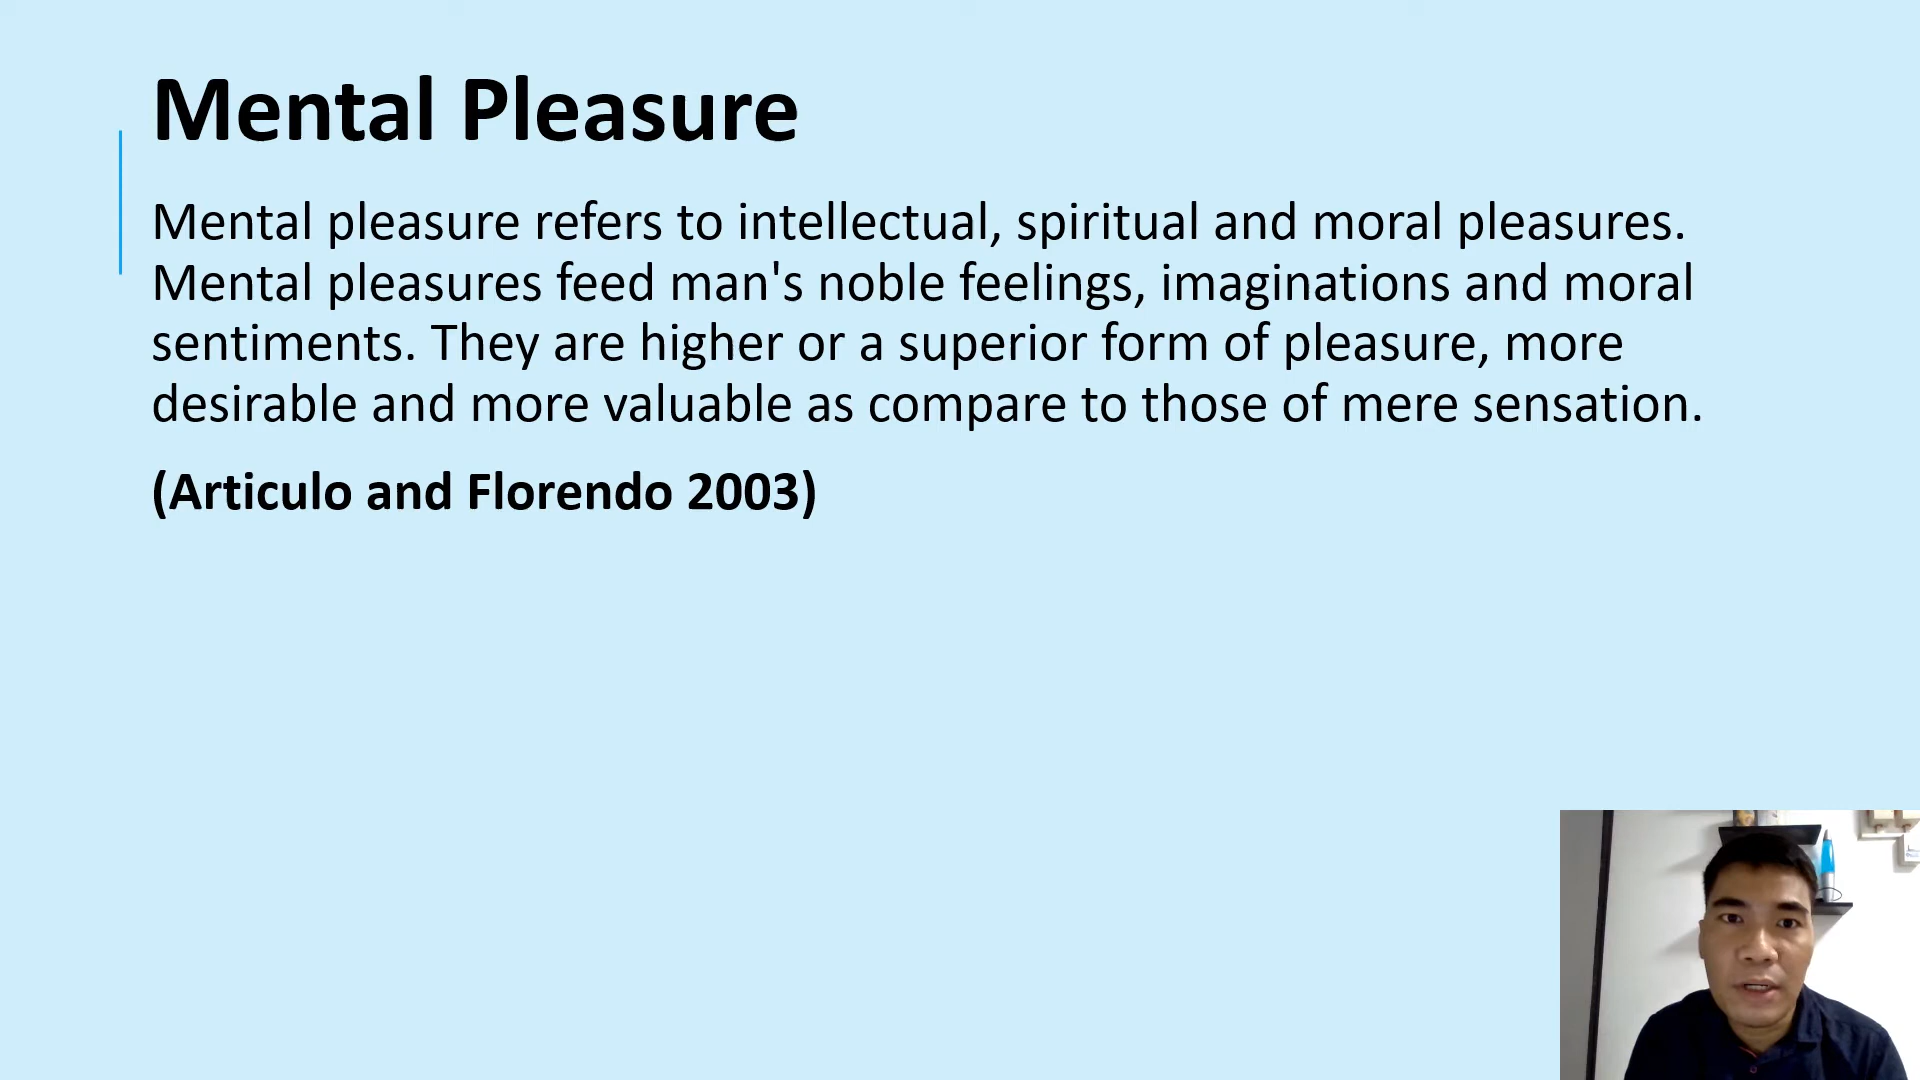 Mental Pleasure
Mental pleasure refers to intellectual, spiritual and moral pleasures.
Mental pleasures feed man's noble feelings, imaginations and moral
sentiments. They are higher or a superior form of pleasure, more
desirable and more valuable as compare to those of mere sensation.
(Articulo and Florendo 2003)